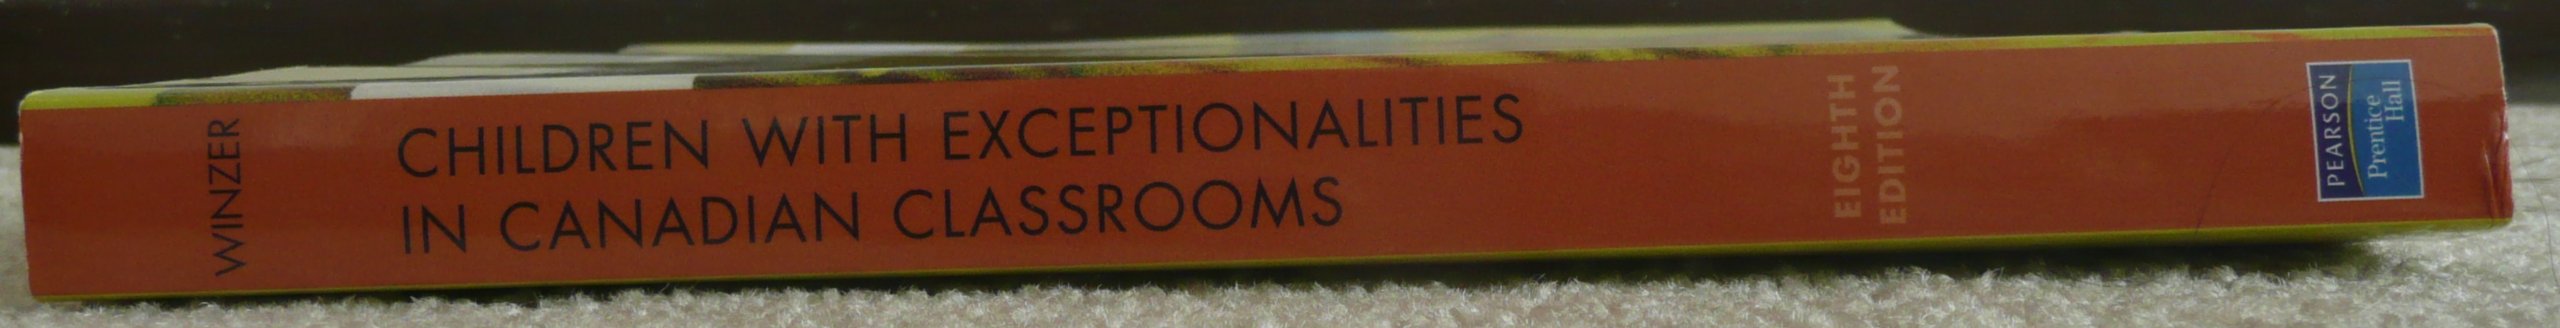 WINZER
CHILDREN WITH EXCEPTIONALITIES
IN CANADIAN CLASSROOMS
EIGHTH
EDITION
PEARSON
Prentice
Hall